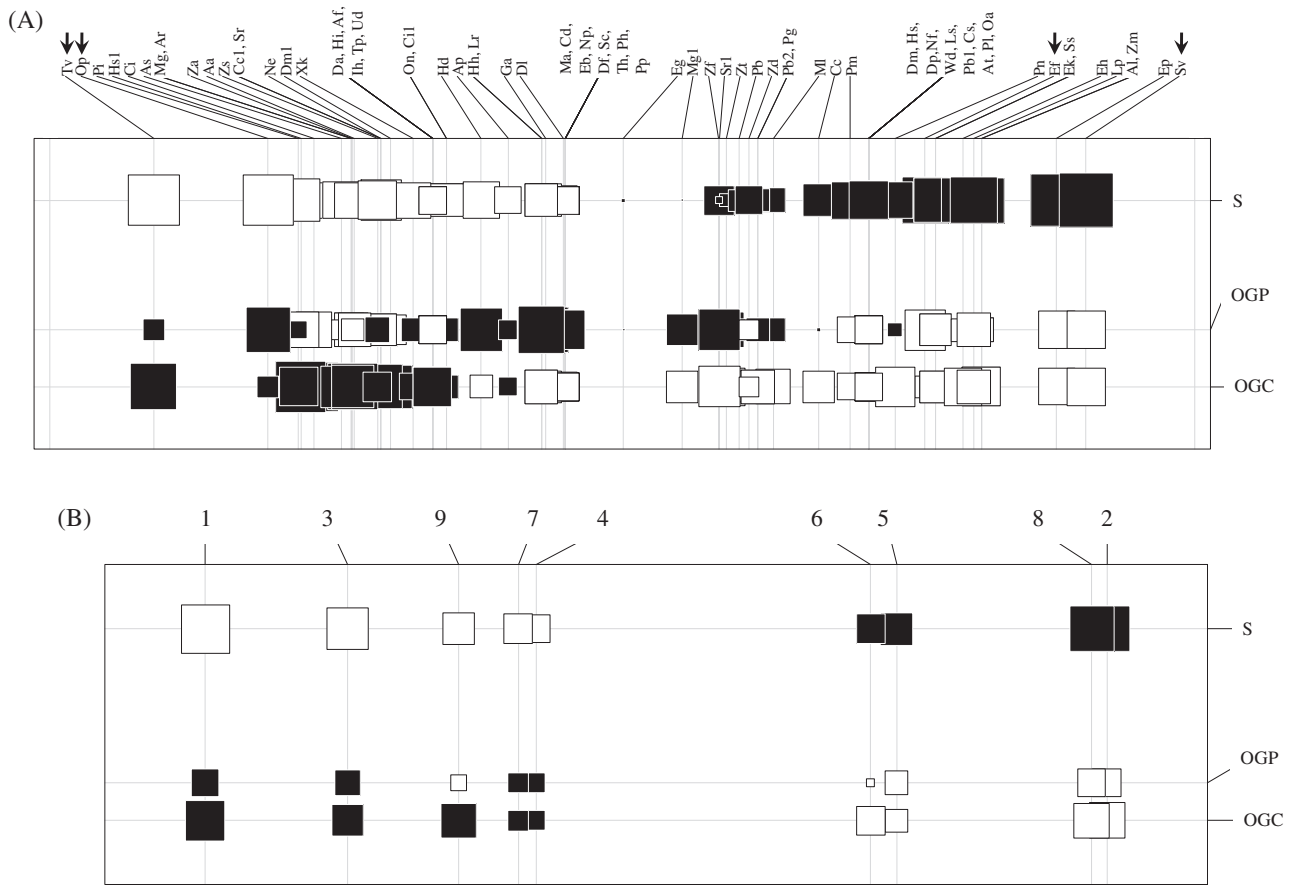 (A)
Tv
Op
Pi
Hs1
Ci
As
Mg, Ar
Za
Aa
Zs
Cc1, Sr
Ne
Dm1
Xk
Da, Hi, Af,
Ih, Tp, Ud
On, Ci1
Hd
Ap
Hh, Lr
Ga
Dl
Ma, Cd,
Eb, Np,
Df, Sc,
Th, Ph,
Pp
Eg
Mg1
Zf
Sr1
Zt
Pb
Zd
Pb2, Pg
Ml
Cc
Pm
Dm, Hs,
Dp,Nf,
Wd, Ls,
Pb1, Cs,
At, Pl, Oa
Pn
Ef
Ek, Ss
Eh
Lp
Al, Zm
Ep
Sv
S
OGP
OGC
(B)
1 3 9 7 4 6 5 8 2
S
OGP
OGC